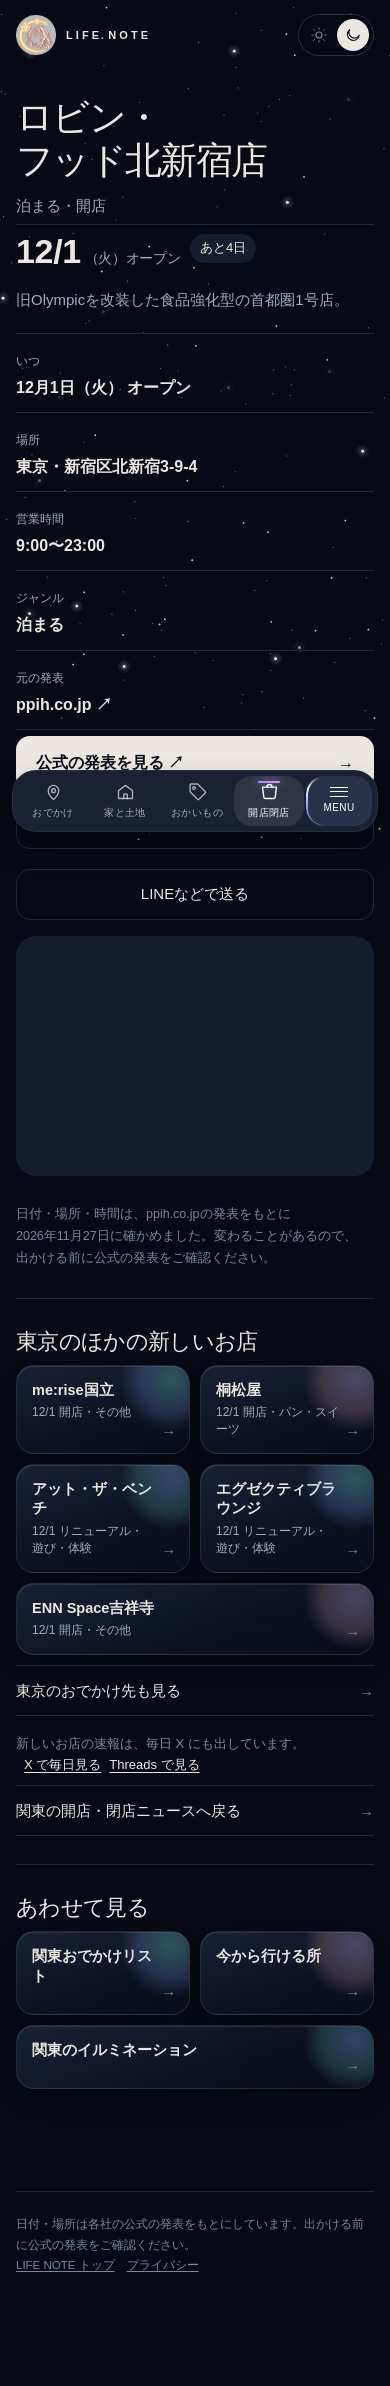 LIFE.NOTE
ロビン・
フッド北新宿店
泊まる・開店
12/1（火）オープン あと4日
旧Olympicを改装した食品強化型の首都圏1号店。
いつ
12月1日（火） オープン
場所
東京・新宿区北新宿3-9-4
営業時間
9:00〜23:00
ジャンル
泊まる
元の発表
ppih.co.jp ↗
公式の発表を見る ↗ →
おでかけ 家と土地 おかいもの 開店閉店 MENU
LINEなどで送る
日付・場所・時間は、ppih.co.jpの発表をもとに
2026年11月27日に確かめました。変わることがあるので、
出かける前に公式の発表をご確認ください。
東京のほかの新しいお店
me:rise国立
12/1 開店・その他
→
桐松屋
12/1 開店・パン・スイ
ーツ
→
アット・ザ・ベン
チ
12/1 リニューアル・
遊び・体験
→
エグゼクティブラ
ウンジ
12/1 リニューアル・
遊び・体験
→
ENN Space吉祥寺
12/1 開店・その他
→
東京のおでかけ先も見る →
新しいお店の速報は、毎日 X にも出しています。
X で毎日見る Threads で見る
関東の開店・閉店ニュースへ戻る →
あわせて見る
関東おでかけリス
ト
→
今から行ける所
→
関東のイルミネーション
→
日付・場所は各社の公式の発表をもとにしています。出かける前
に公式の発表をご確認ください。
LIFE NOTE トップ プライバシー